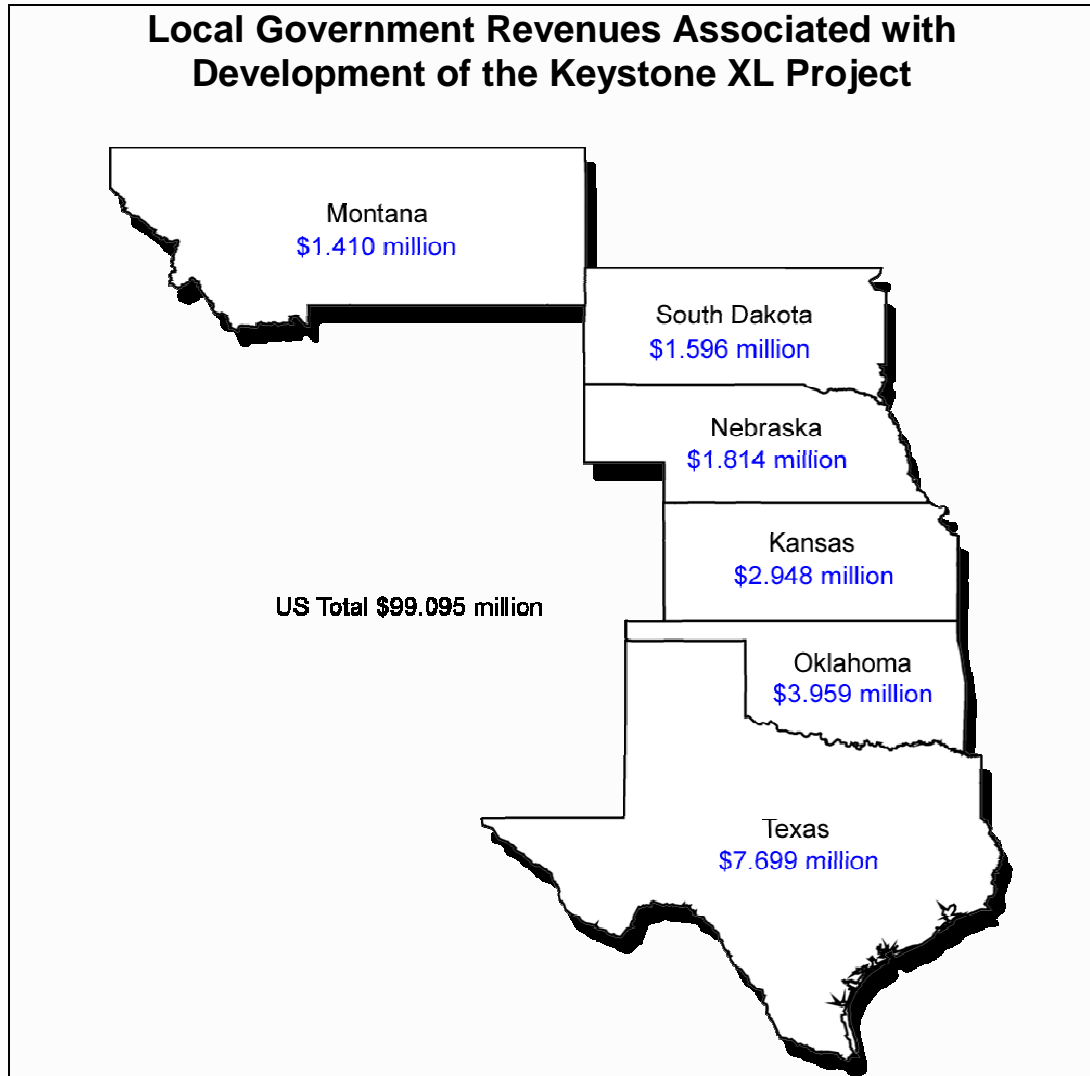 Local Government Revenues Associated with
Development of the Keystone XL Project
Montana
$1.410 million
South Dakota
$1.596 million
Nebraska
$1.814 million
Kansas
$2.948 million
US Total $99.095 million
Oklahoma
$3.959 million
Texas
$7.699 million